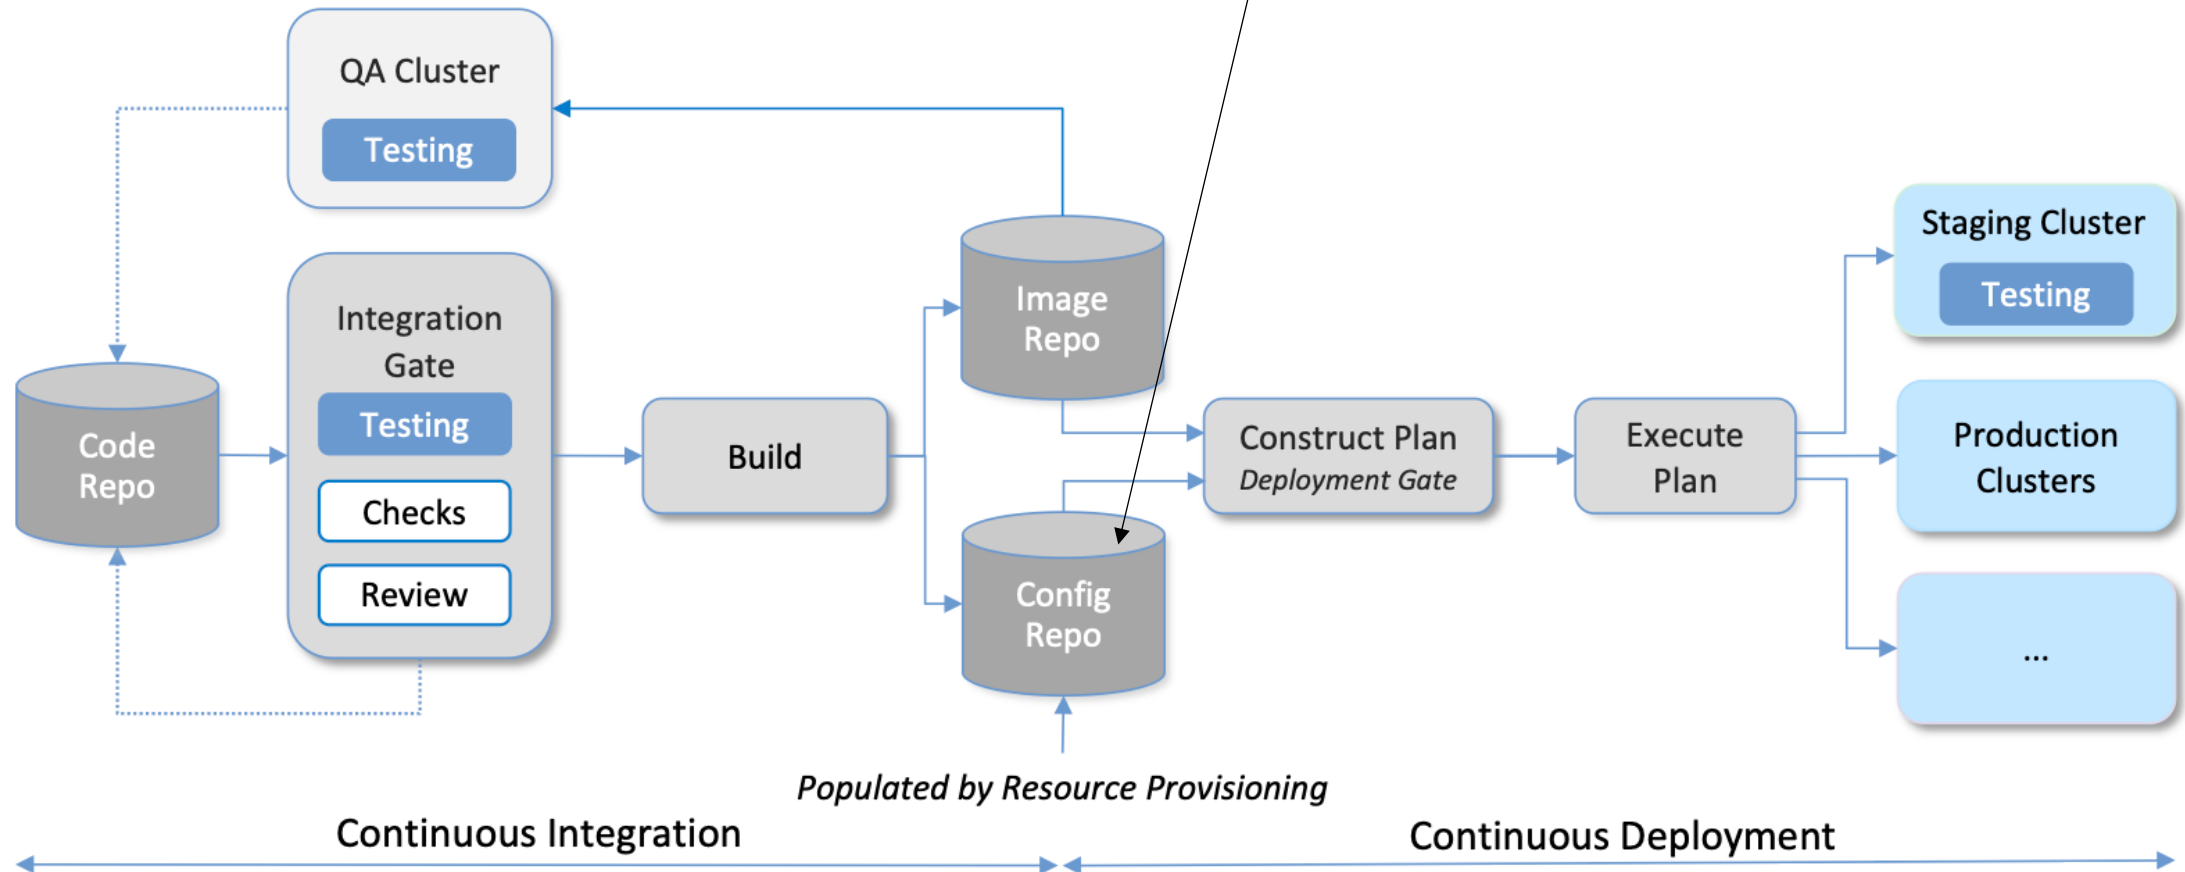 QA Cluster
Testing
Integration
Gate
Testing
Checks
Review
Code
Repo
Build
Image
Repo
Config
Repo
Populated by Resource Provisioning
Construct Plan
Deployment Gate
Execute
Plan
Staging Cluster
Testing
Production
Clusters
...
Continuous Integration
Continuous Deployment